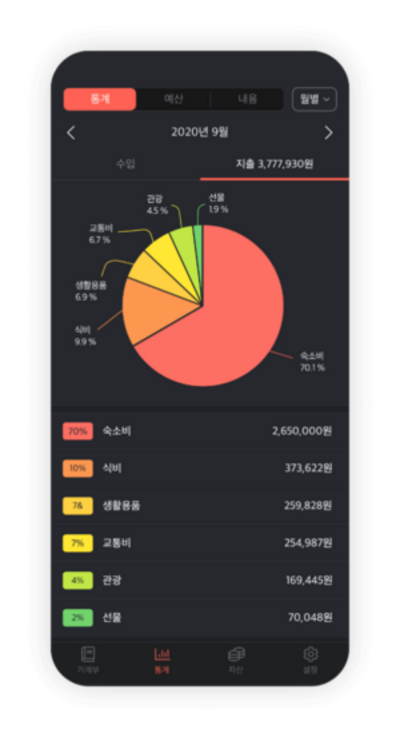 통계 예산 내용 월별
2020년 9월
수입 지출 3,777,930원
관광
4.5 %
선물
1.9 %
교통비
6.7 %
생활용품
6.9 %
식비
9.9 %
숙소비
70.1 %
70% 숙소비 2,650,000원
10% 식비 373,622원
7& 생활용품 259,828원
7% 교통비 254,987원
4% 관광 169,445원
2% 선물 70,048원
가계부 통계 자산 설정